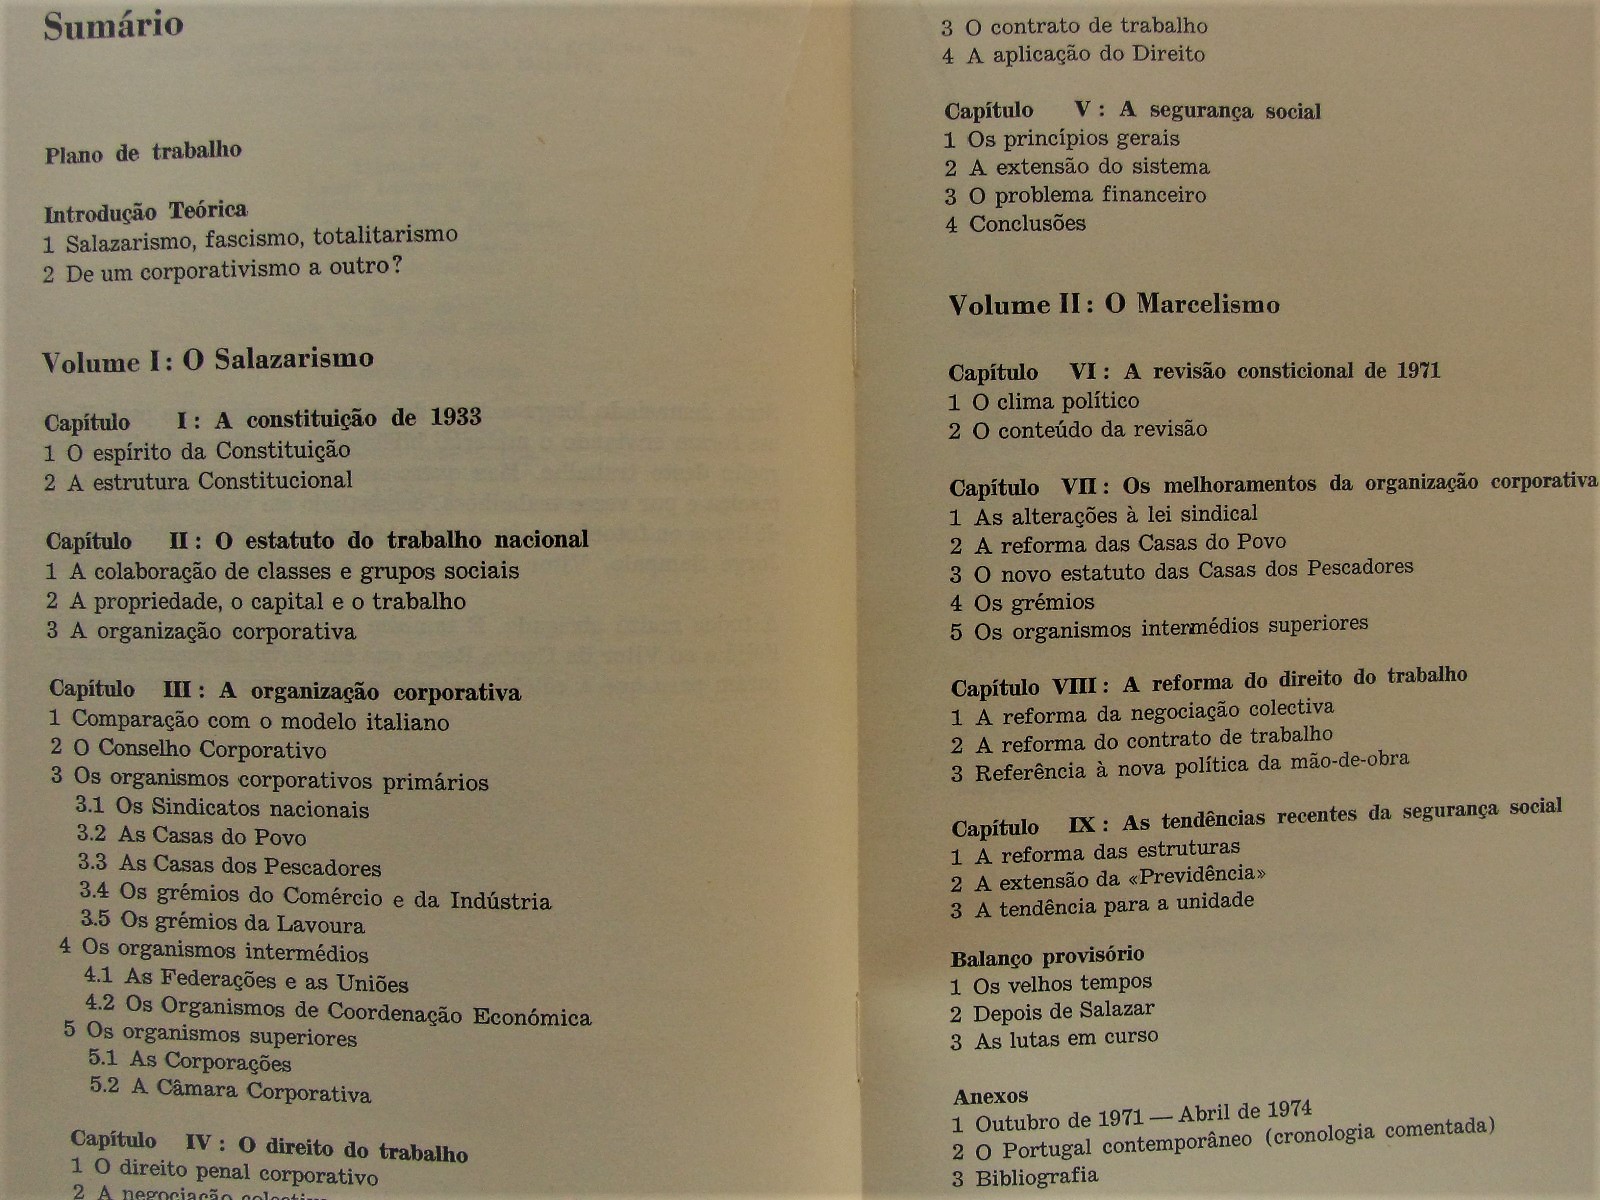 Sumário
Plano de trabalho
Introdução Teórica
1 Salazarismo, fascismo, totalitarismo
2 De um corporativismo a outro?
Volume I: O Salazarismo
Capítulo I: A constituição de 1933
1 O espírito da Constituição
2 A estrutura Constitucional
Capítulo II: O estatuto do trabalho nacional
1 A colaboração de classes e grupos sociais
2 A propriedade, o capital e o trabalho
3 A organização corporativa
Capítulo III: A organização corporativa
1 Comparação com o modelo italiano
2 O Conselho Corporativo
3 Os organismos corporativos primários
3.1 Os Sindicatos nacionais
3.2 As Casas do Povo
3.3 As Casas dos Pescadores
3.4 Os grémios do Comércio e da Indústria
3.5 Os grémios da Lavoura
4 Os organismos intermédios
4.1 As Federações e as Uniões
4.2 Os Organismos de Coordenação Económica
5 Os organismos superiores
5.1 As Corporações
5.2 A Câmara Corporativa
Capítulo IV: O direito do trabalho
1 O direito penal corporativo
2 A negociação colectiva
3 O contrato de trabalho
4 A aplicação do Direito
Capítulo V: A segurança social
1 Os princípios gerais
2 A extensão do sistema
3 O problema financeiro
4 Conclusões
Volume II: O Marcelismo
Capítulo VI: A revisão consticional de 1971
1 O clima político
2 O conteúdo da revisão
Capítulo VII: Os melhoramentos da organização corporativa
1 As alterações à lei sindical
2 A reforma das Casas do Povo
3 O novo estatuto das Casas dos Pescadores
4 Os grémios
5 Os organismos intermédios superiores
Capítulo VIII: A reforma do direito do trabalho
1 A reforma da negociação colectiva
2 A reforma do contrato de trabalho
3 Referência à nova política da mão-de-obra
Capítulo IX: As tendências recentes da segurança social
1 A reforma das estruturas
2 A extensão da «Previdência»
3 A tendência para a unidade
Balanço provisório
1 Os velhos tempos
2 Depois de Salazar
3 As lutas em curso
Anexos
1 Outubro de 1971 — Abril de 1974
2 O Portugal contemporâneo (cronologia comentada)
3 Bibliografia